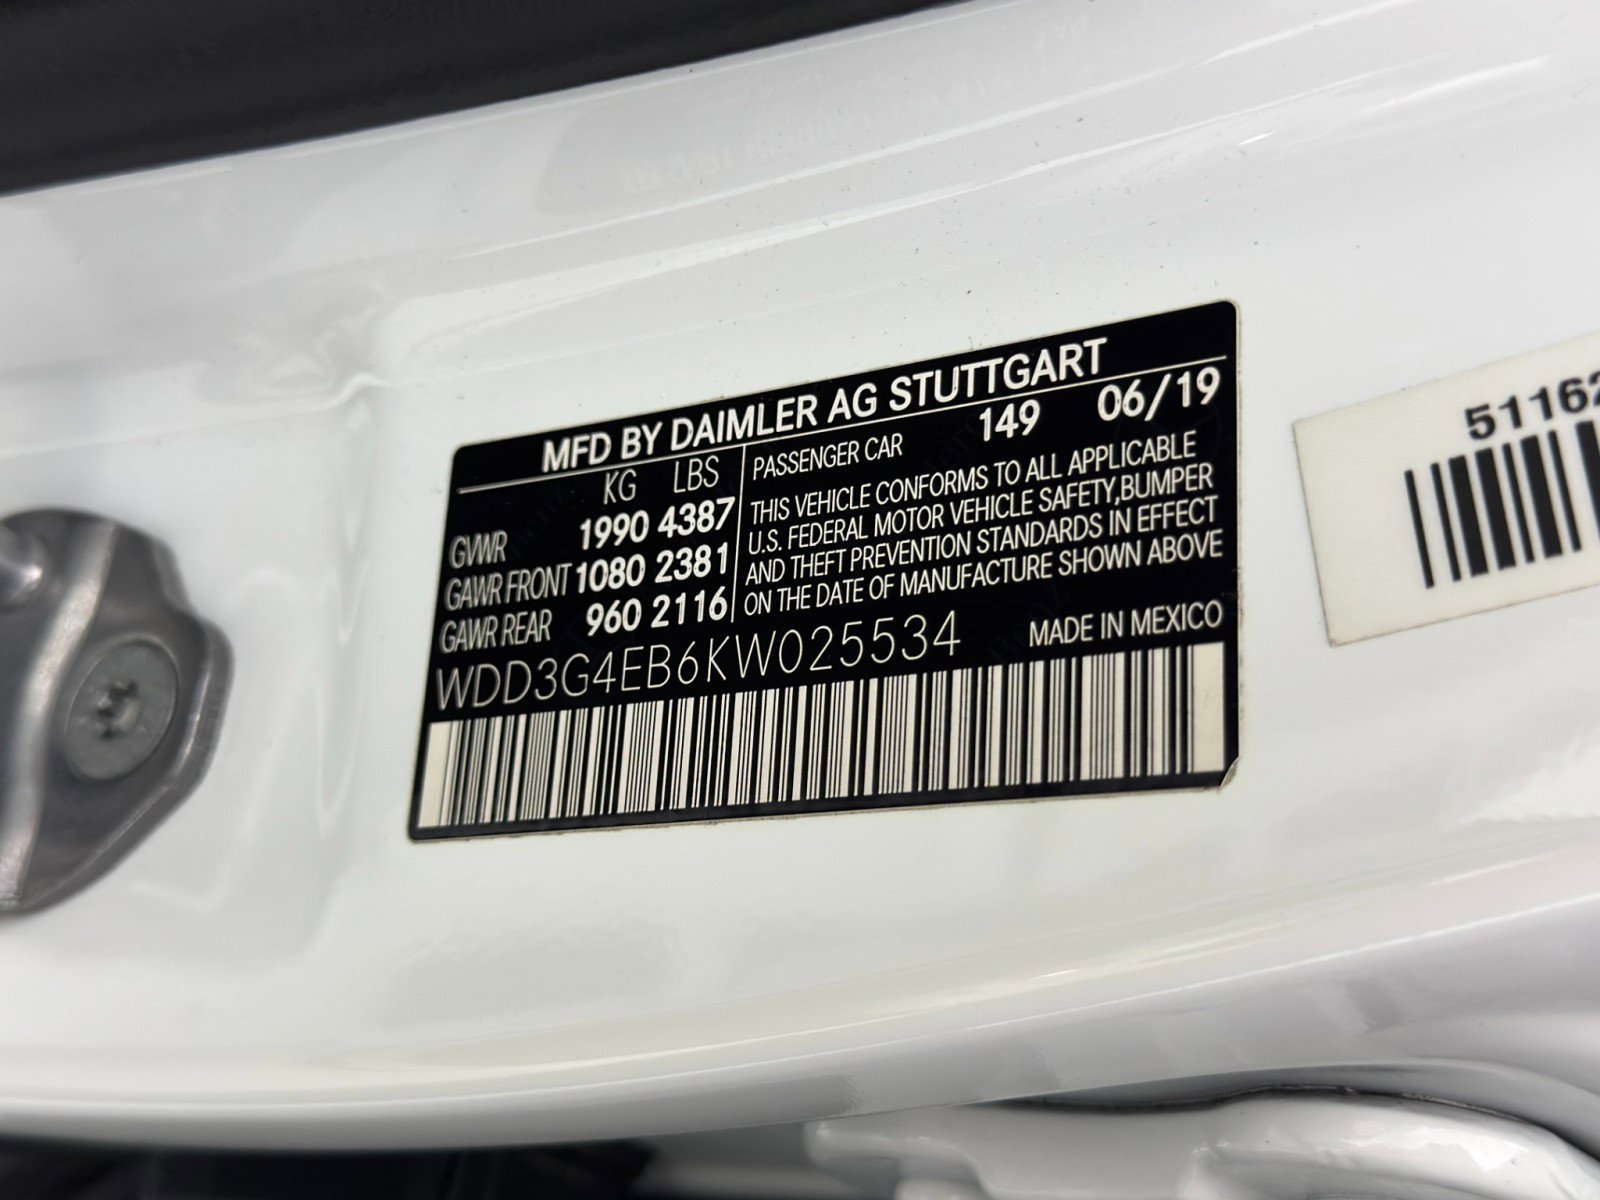 MFD BY DAIMLER AG STUTTGART
KG LBS
GVWR 1990 4387
GAWR FRONT 1080 2381
GAWR REAR 960 2116
PASSENGER CAR 149 06/19
THIS VEHICLE CONFORMS TO ALL APPLICABLE
U.S. FEDERAL MOTOR VEHICLE SAFETY,BUMPER
AND THEFT PREVENTION STANDARDS IN EFFECT
ON THE DATE OF MANUFACTURE SHOWN ABOVE
WDD3G4EB6KW025534 MADE IN MEXICO
51162